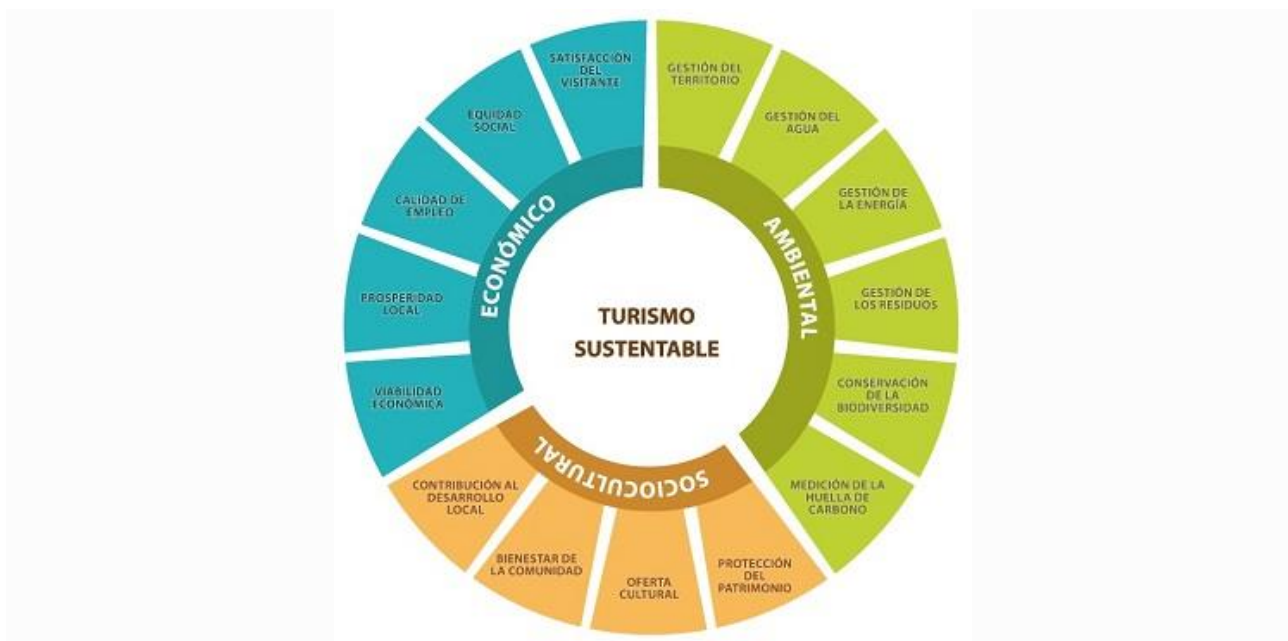 TURISMO
SUSTENTABLE
AMBIENTAL
GESTIÓN DEL
TERRITORIO
GESTIÓN DEL
AGUA
GESTIÓN DE
LA ENERGÍA
GESTIÓN DE
LOS RESIDUOS
CONSERVACIÓN
DE LA
BIODIVERSIDAD
MEDICIÓN DE LA
HUELLA DE
CARBONO
SOCIOCULTURAL
PROTECCIÓN
DEL
PATRIMONIO
OFERTA
CULTURAL
BIENESTAR DE
LA COMUNIDAD
CONTRIBUCIÓN AL
DESARROLLO
LOCAL
ECONÓMICO
VIABILIDAD
ECONÓMICA
PROSPERIDAD
LOCAL
CALIDAD DE
EMPLEO
EQUIDAD
SOCIAL
SATISFACCIÓN
DEL
VISITANTE